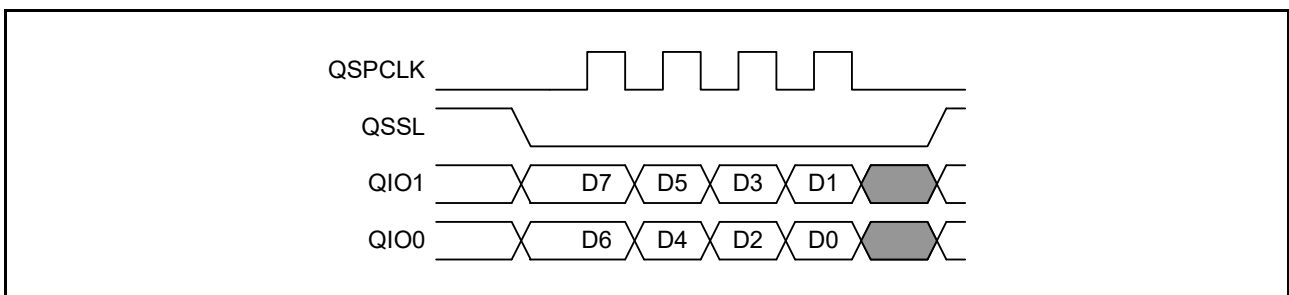 QSPCLK
QSSL
QIO1 D7 D5 D3 D1
QIO0 D6 D4 D2 D0